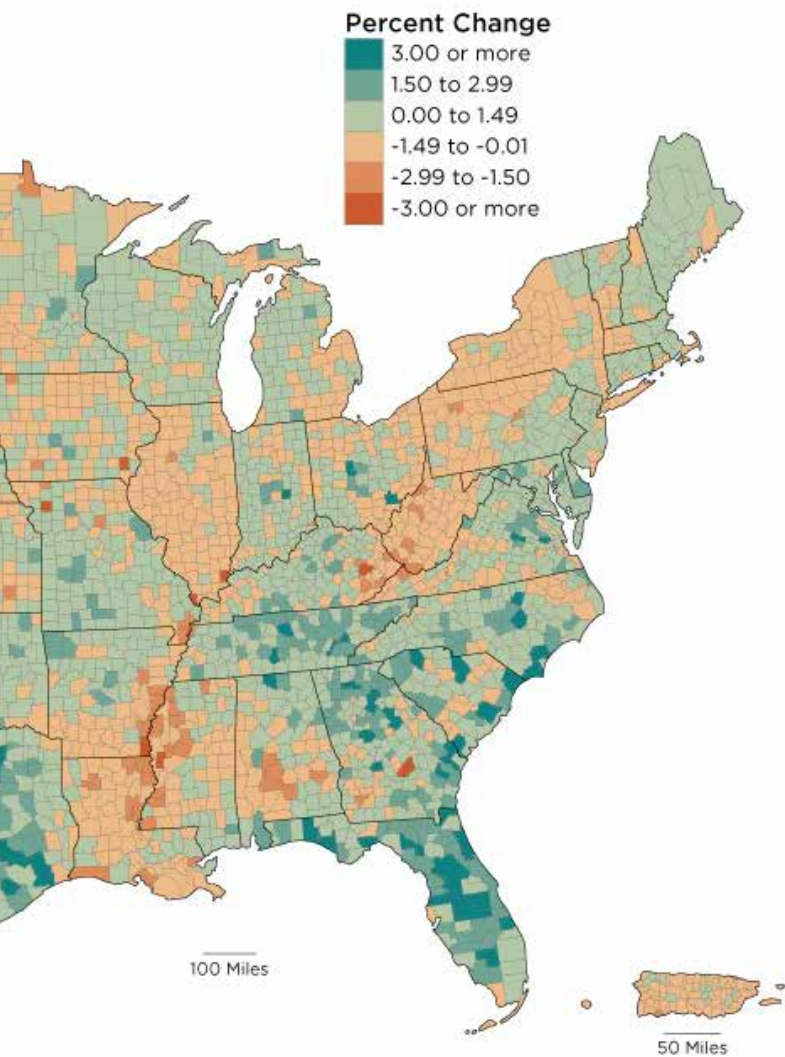 Percent Change
3.00 or more
1.50 to 2.99
0.00 to 1.49
-1.49 to -0.01
-2.99 to -1.50
-3.00 or more
100 Miles
50 Miles